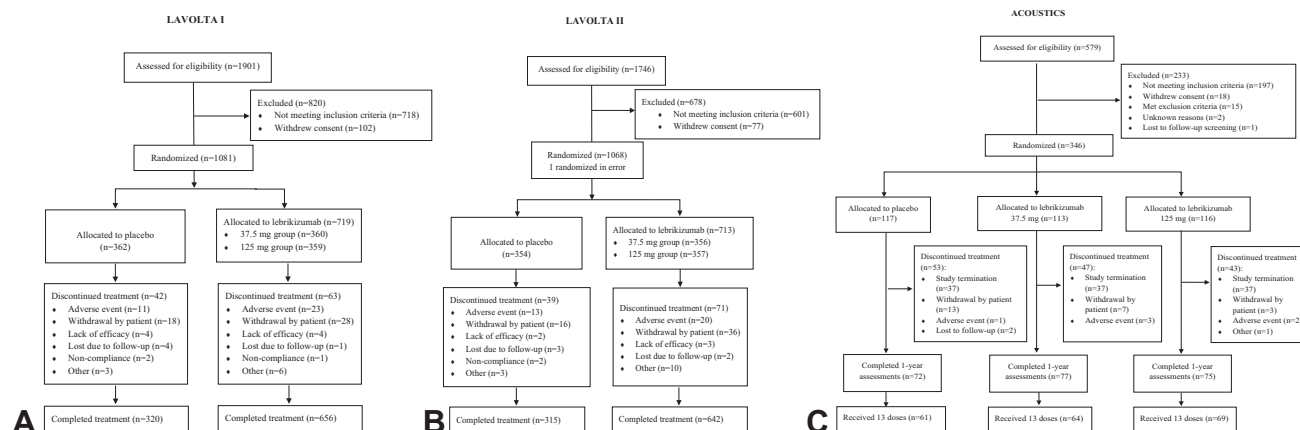 LAVOLTA I
Assessed for eligibility (n=1901)
Excluded (n=820)
♦ Not meeting inclusion criteria (n=718)
♦ Withdrew consent (n=102)
Randomized (n=1081)
Allocated to placebo
(n=362)
Allocated to lebrikizumab (n=719)
♦ 37.5 mg group (n=360)
♦ 125 mg group (n=359)
Discontinued treatment (n=42)
♦ Adverse event (n=11)
♦ Withdrawal by patient (n=18)
♦ Lack of efficacy (n=4)
♦ Lost due to follow-up (n=4)
♦ Non-compliance (n=2)
♦ Other (n=3)
Discontinued treatment (n=63)
♦ Adverse event (n=23)
♦ Withdrawal by patient (n=28)
♦ Lack of efficacy (n=4)
♦ Lost due to follow-up (n=1)
♦ Non-compliance (n=1)
♦ Other (n=6)
Completed treatment (n=320)
Completed treatment (n=656)
A
LAVOLTA II
Assessed for eligibility (n=1746)
Excluded (n=678)
♦ Not meeting inclusion criteria (n=601)
♦ Withdrew consent (n=77)
Randomized (n=1068)
1 randomized in error
Allocated to placebo
(n=354)
Allocated to lebrikizumab (n=713)
♦ 37.5 mg group (n=356)
♦ 125 mg group (n=357)
Discontinued treatment (n=39)
♦ Adverse event (n=13)
♦ Withdrawal by patient (n=16)
♦ Lack of efficacy (n=2)
♦ Lost due to follow-up (n=3)
♦ Non-compliance (n=2)
♦ Other (n=3)
Discontinued treatment (n=71)
♦ Adverse event (n=20)
♦ Withdrawal by patient (n=36)
♦ Lack of efficacy (n=3)
♦ Lost due to follow-up (n=2)
♦ Other (n=10)
Completed treatment (n=315)
Completed treatment (n=642)
B
ACOUSTICS
Assessed for eligibility (n=579)
Excluded (n=233)
♦ Not meeting inclusion criteria (n=197)
♦ Withdrew consent (n=18)
♦ Met exclusion criteria (n=15)
♦ Unknown reasons (n=2)
♦ Lost to follow-up screening (n=1)
Randomized (n=346)
Allocated to placebo
(n=117)
Allocated to lebrikizumab
37.5 mg (n=113)
Allocated to lebrikizumab
125 mg (n=116)
Discontinued treatment
(n=53):
♦ Study termination
(n=37)
♦ Withdrawal by patient
(n=13)
♦ Adverse event (n=1)
♦ Lost to follow-up (n=2)
Discontinued treatment
(n=47):
♦ Study termination
(n=37)
♦ Withdrawal by
patient (n=7)
♦ Adverse event (n=3)
Discontinued treatment
(n=43):
♦ Study termination
(n=37)
♦ Withdrawal by
patient (n=3)
♦ Adverse event (n=2
♦ Other (n=1)
Completed 1-year
assessments (n=72)
Completed 1-year
assessments (n=77)
Completed 1-year
assessments (n=75)
Received 13 doses (n=61)
Received 13 doses (n=64)
Received 13 doses (n=69)
C